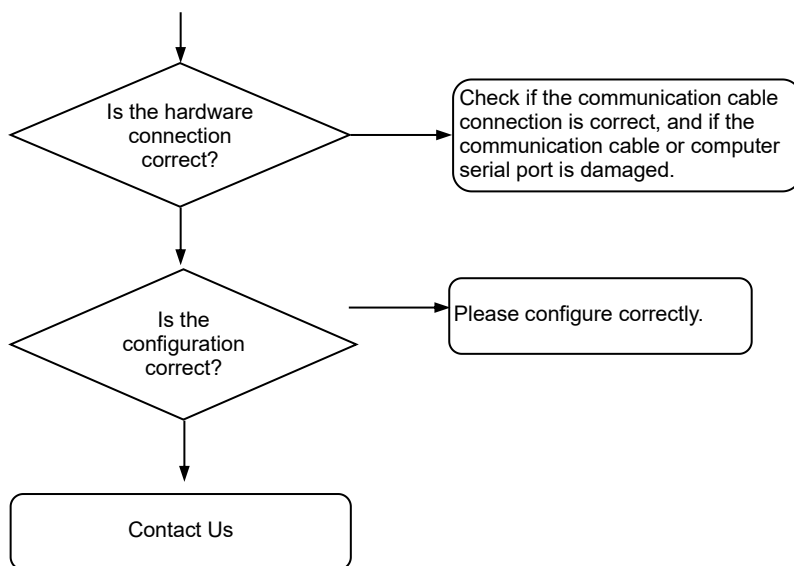 Is the hardware
connection
correct?
Check if the communication cable
connection is correct, and if the
communication cable or computer
serial port is damaged.
Is the
configuration
correct?
Please configure correctly.
Contact Us